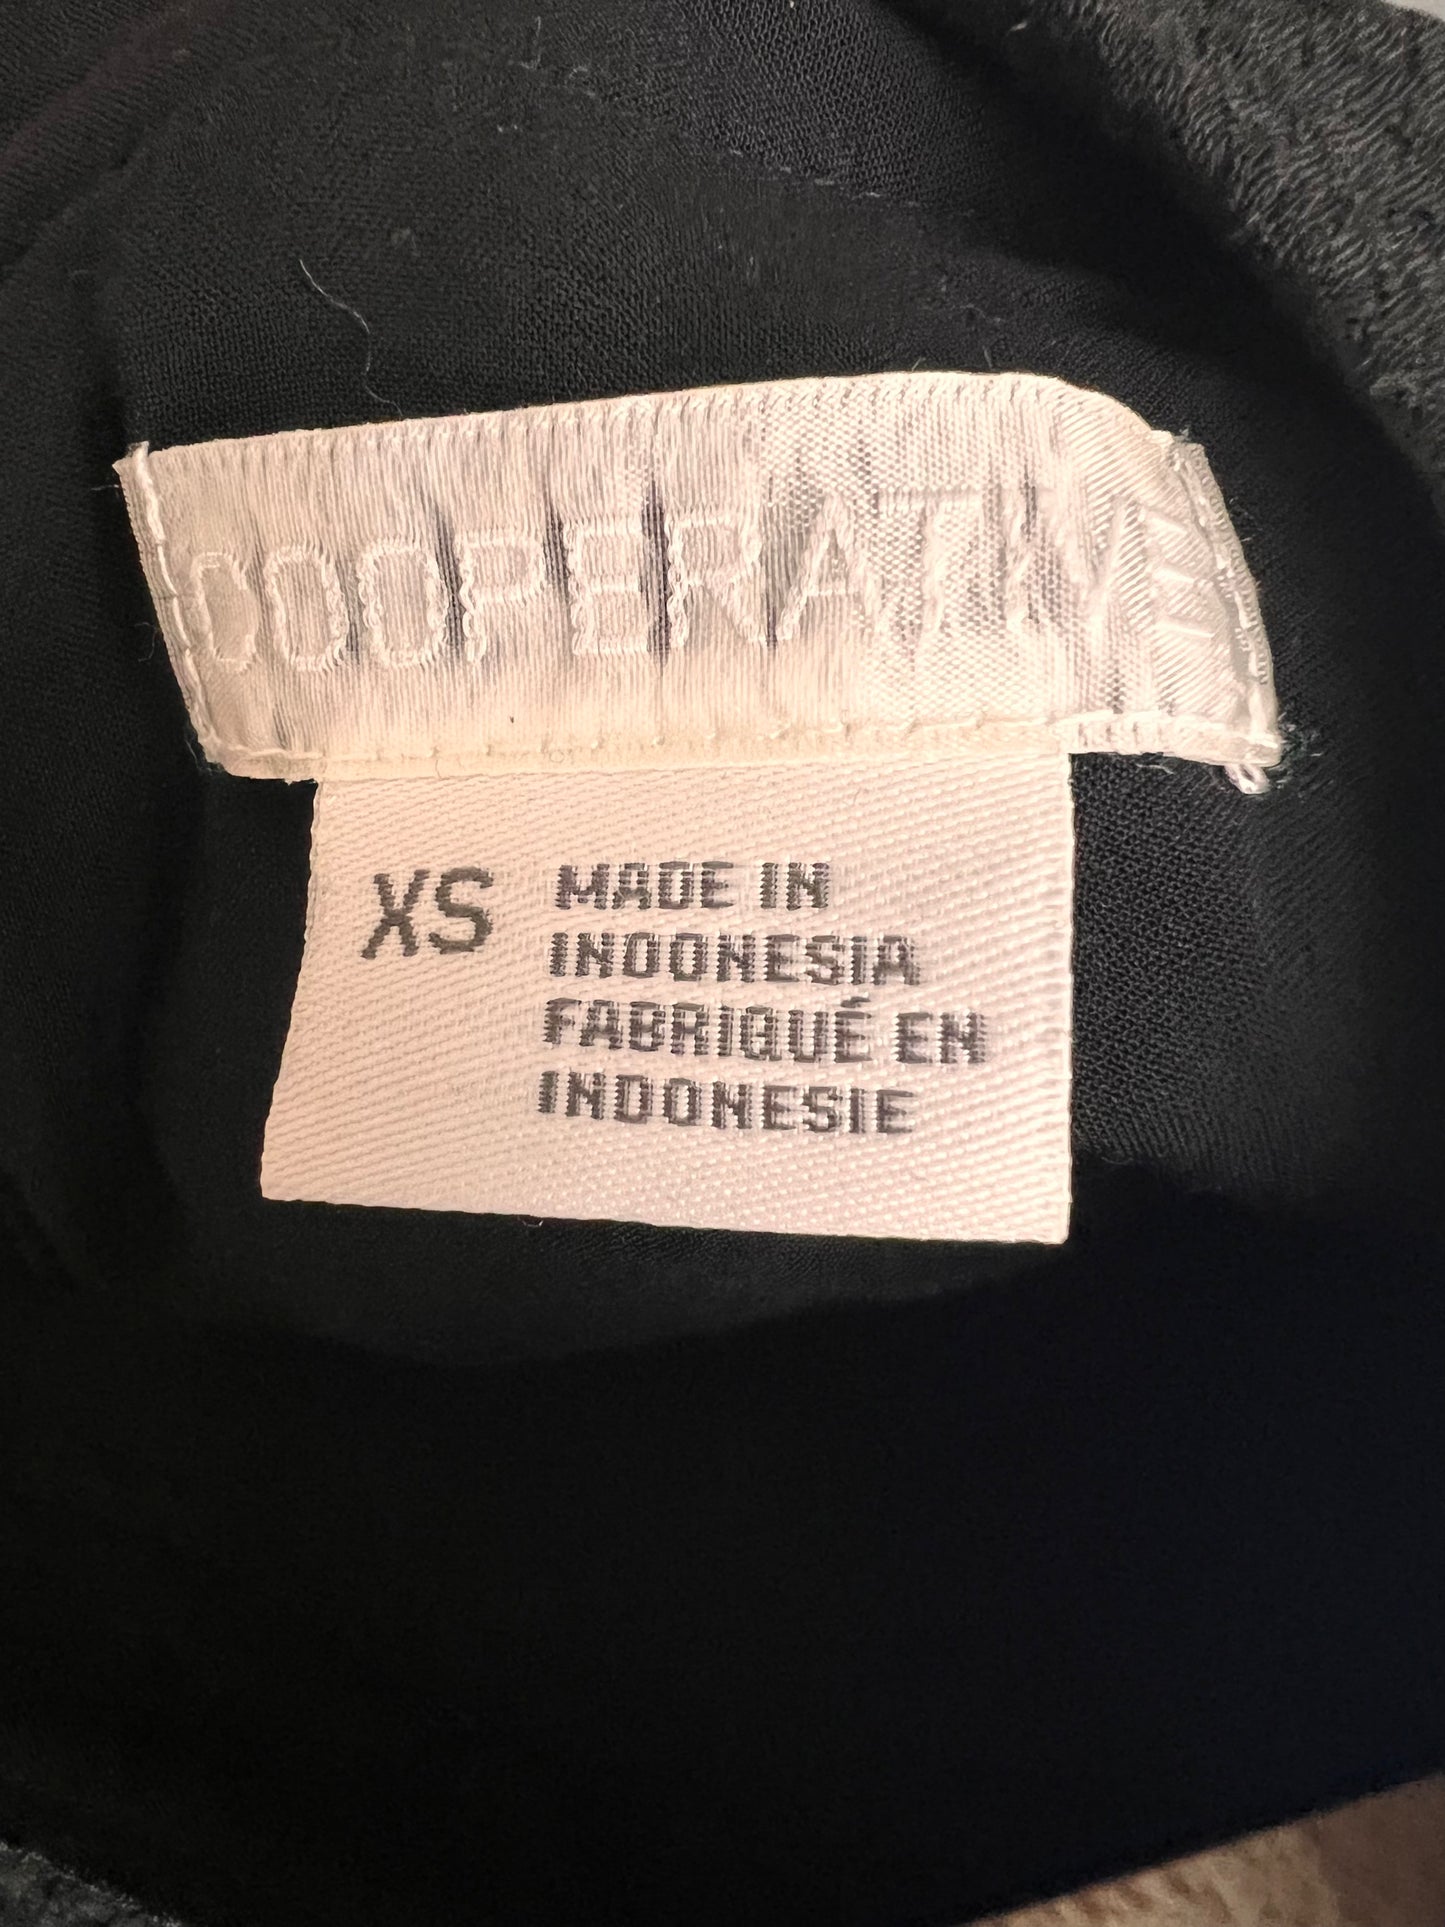 COOPERATIVE
XS
MADE IN
INDONESIA
FABRIQUÉ EN
INDONESIE